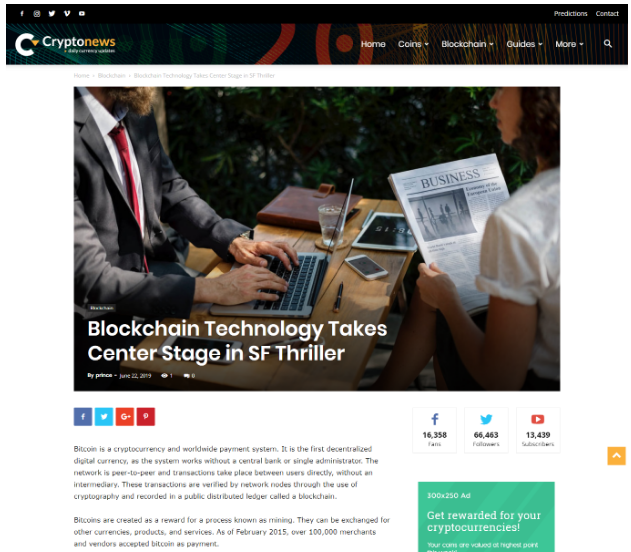 Predictions Contact
Cryptonews
daily currency updates
Home Coins Blockchain Guides More
Home Blockchain Blockchain Technology Takes Center Stage in SF Thriller
BUSINESS
Economy of the
European Union
Blockchain
Blockchain Technology Takes
Center Stage in SF Thriller
By prince - June 22, 2019 1 0
16,358
Fans
66,463
Followers
13,439
Subscribers
Bitcoin is a cryptocurrency and worldwide payment system. It is the first decentralized
digital currency, as the system works without a central bank or single administrator. The
network is peer-to-peer and transactions take place between users directly, without an
intermediary. These transactions are verified by network nodes through the use of
cryptography and recorded in a public distributed ledger called a blockchain.
Bitcoins are created as a reward for a process known as mining. They can be exchanged for
other currencies, products, and services. As of February 2015, over 100,000 merchants
and vendors accepted bitcoin as payment.
300x250 Ad
Get rewarded for your
cryptocurrencies!
Your coins are valued at highest point